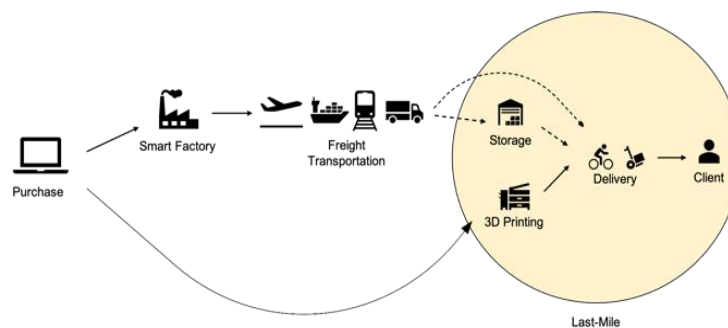 Purchase
Smart Factory
Freight
Transportation
Storage
3D Printing
Delivery
Client
Last-Mile